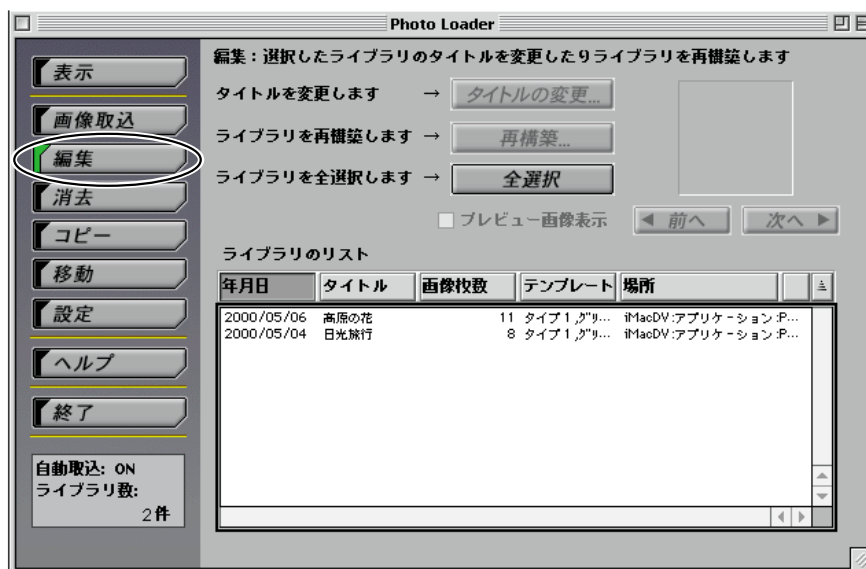 Photo Loader
表示
画像取込
編集
消去
コピー
移動
設定
ヘルプ
終了
自動取込: ON
ライブラリ数:
2件
編集：選択したライブラリのタイトルを変更したりライブラリを再構築します
タイトルを変更します → タイトルの変更...
ライブラリを再構築します → 再構築...
ライブラリを全選択します → 全選択
プレビュー画像表示 ◀ 前へ 次へ ▶
ライブラリのリスト
年月日 タイトル 画像枚数 テンプレート 場所
2000/05/06 高原の花 11 タイプ1,グリ... iMacDV:アプリケーション:P...
2000/05/04 日光旅行 8 タイプ1,グリ... iMacDV:アプリケーション:P...